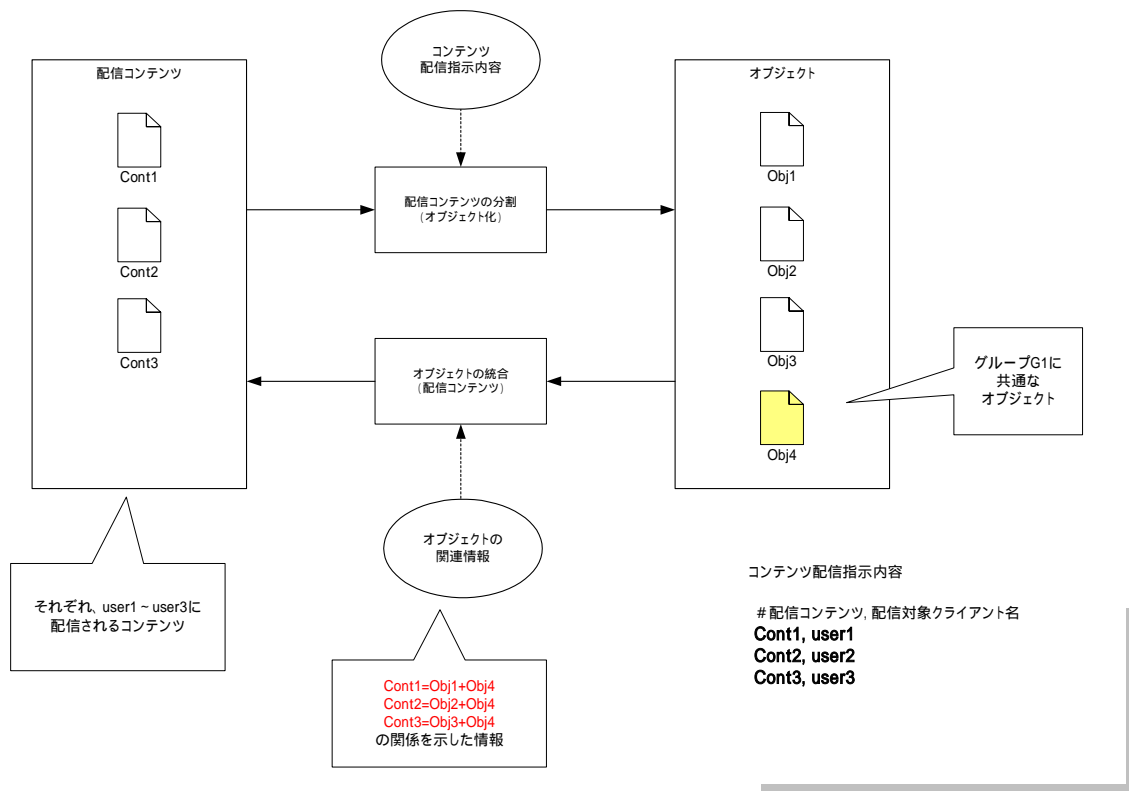 コンテンツ
配信指示内容
配信コンテンツ
Cont1
Cont2
Cont3
配信コンテンツの分割
(オブジェクト化)
オブジェクト
Obj1
Obj2
Obj3
Obj4
オブジェクトの統合
(配信コンテンツ)
グループG1に
共通な
オブジェクト
オブジェクトの
関連情報
それぞれ、user1~user3に
配信されるコンテンツ
Cont1=Obj1+Obj4
Cont2=Obj2+Obj4
Cont3=Obj3+Obj4
の関係を示した情報
コンテンツ配信指示内容
#配信コンテンツ, 配信対象クライアント名
Cont1, user1
Cont2, user2
Cont3, user3